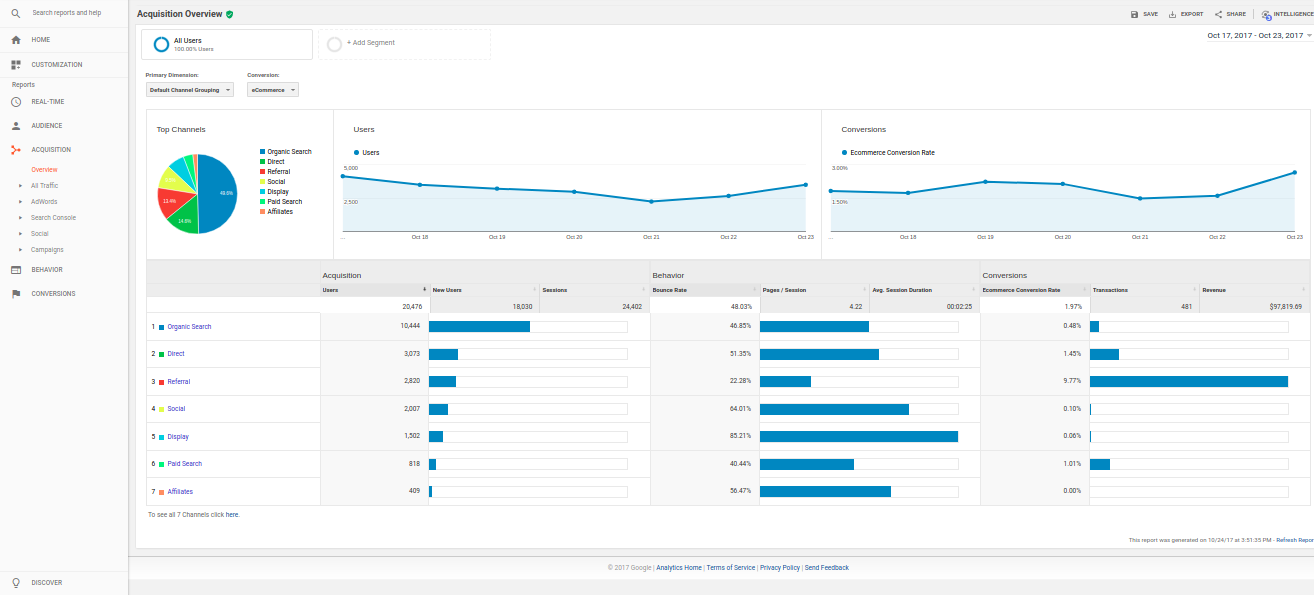 Search reports and help
HOME
CUSTOMIZATION
Reports
REAL-TIME
AUDIENCE
ACQUISITION
Overview
All Traffic
AdWords
Search Console
Social
Campaigns
BEHAVIOR
CONVERSIONS
DISCOVER
Acquisition Overview
SAVE EXPORT SHARE INTELLIGENCE
Oct 17, 2017 - Oct 23, 2017
All Users
100.00% Users
+ Add Segment
Primary Dimension: Conversion:
Default Channel Grouping eCommerce
Top Channels
Organic Search
Direct
Referral
Social
Display
Paid Search
Affiliates
13.4%
14.6%
Users
Users
5,000
2,500
... Oct 18 Oct 19 Oct 20 Oct 21 Oct 22 Oct 23
Conversions
Ecommerce Conversion Rate
3.00%
1.50%
... Oct 18 Oct 19 Oct 20 Oct 21 Oct 22 Oct 23
Acquisition Behavior Conversions
Users New Users Sessions Bounce Rate Pages / Session Avg. Session Duration Ecommerce Conversion Rate Transactions Revenue
20,476 18,030 24,402 48.03% 4.22 00:02:25 1.97% 481 $97,819.69
1 Organic Search 10,444 46.85% 0.48%
2 Direct 3,073 51.35% 1.45%
3 Referral 2,820 22.28% 9.77%
4 Social 2,007 64.01% 0.10%
5 Display 1,502 85.21% 0.06%
6 Paid Search 818 40.44% 1.01%
7 Affiliates 409 56.47% 0.00%
To see all 7 Channels click here.
This report was generated on 10/24/17 at 3:51:35 PM - Refresh Repor
© 2017 Google | Analytics Home | Terms of Service | Privacy Policy | Send Feedback